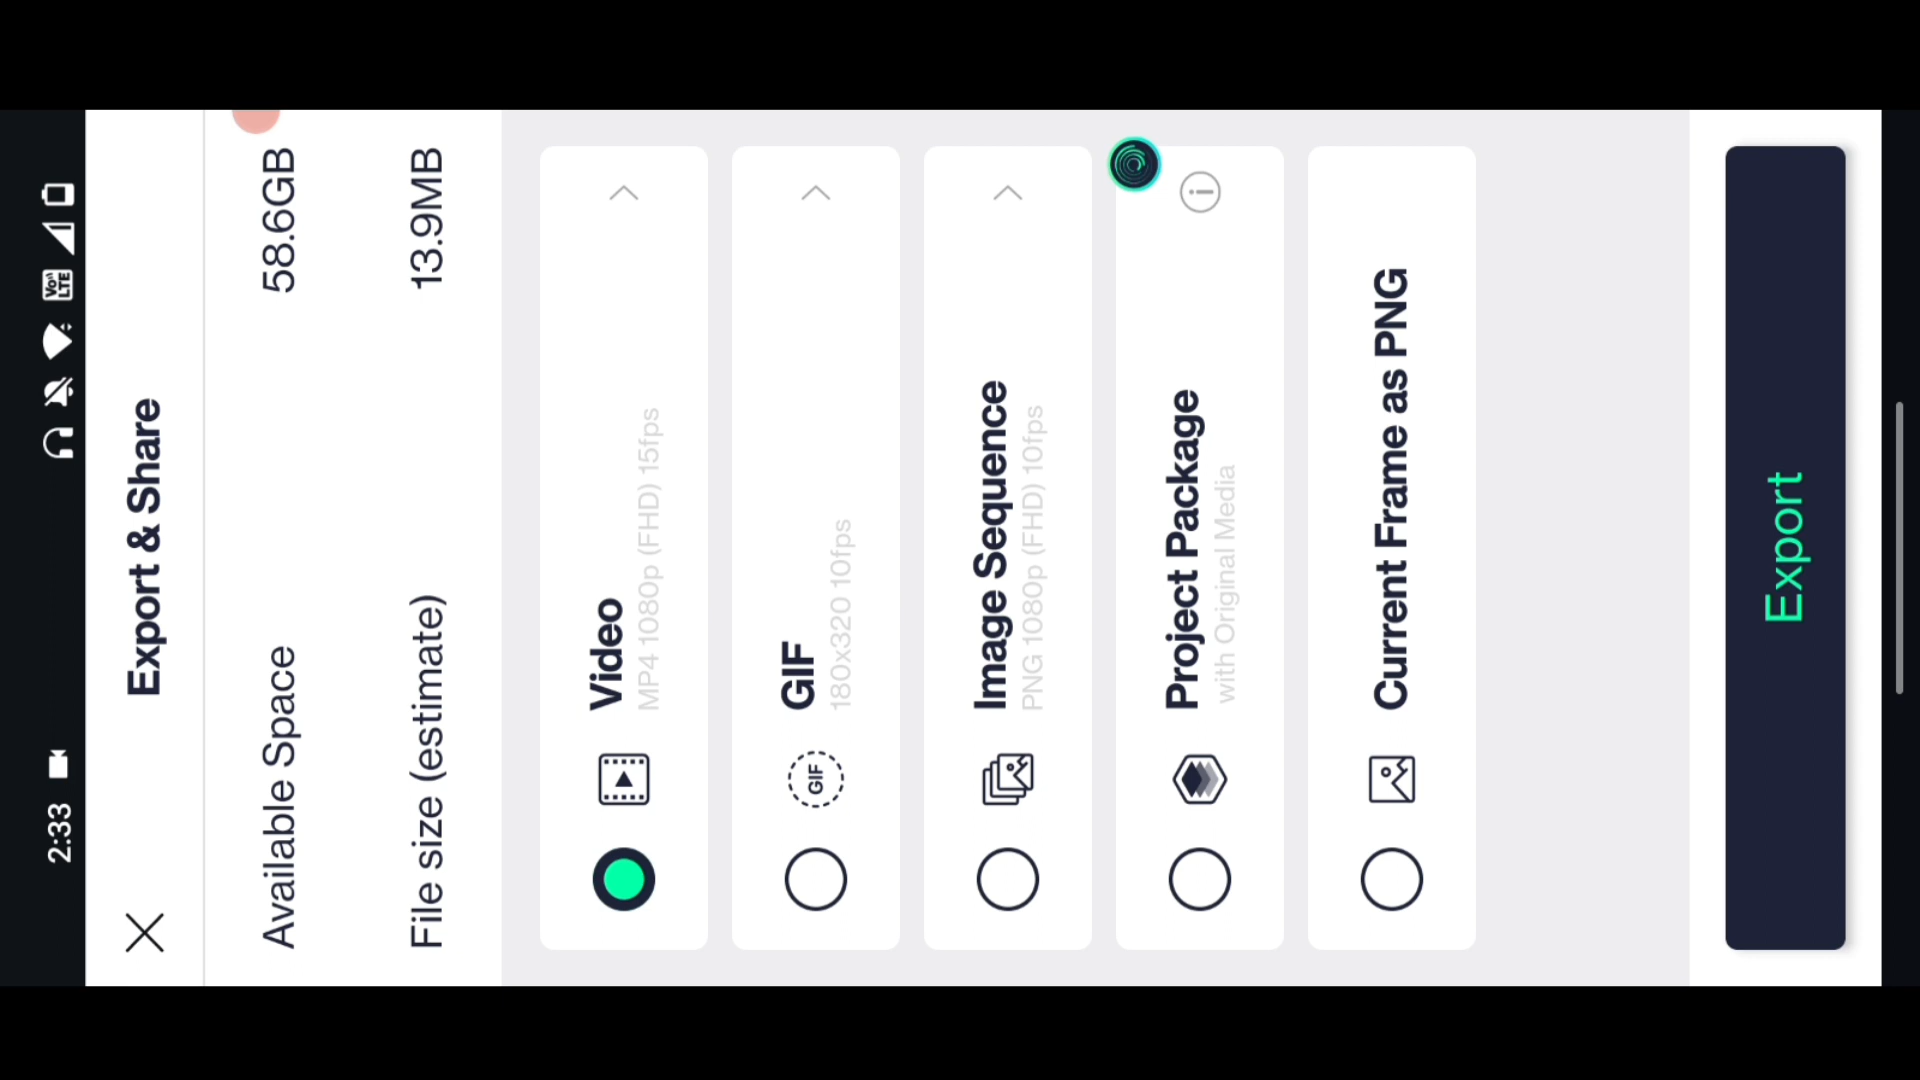 2:33
Vo))
LTE
Export & Share
Available Space 58.6GB
File size (estimate) 13.9MB
Video
MP4 1080p (FHD) 15fps
GIF
GIF
180x320 10fps
Image Sequence
PNG 1080p (FHD) 10fps
Project Package
with Original Media
Current Frame as PNG
Export